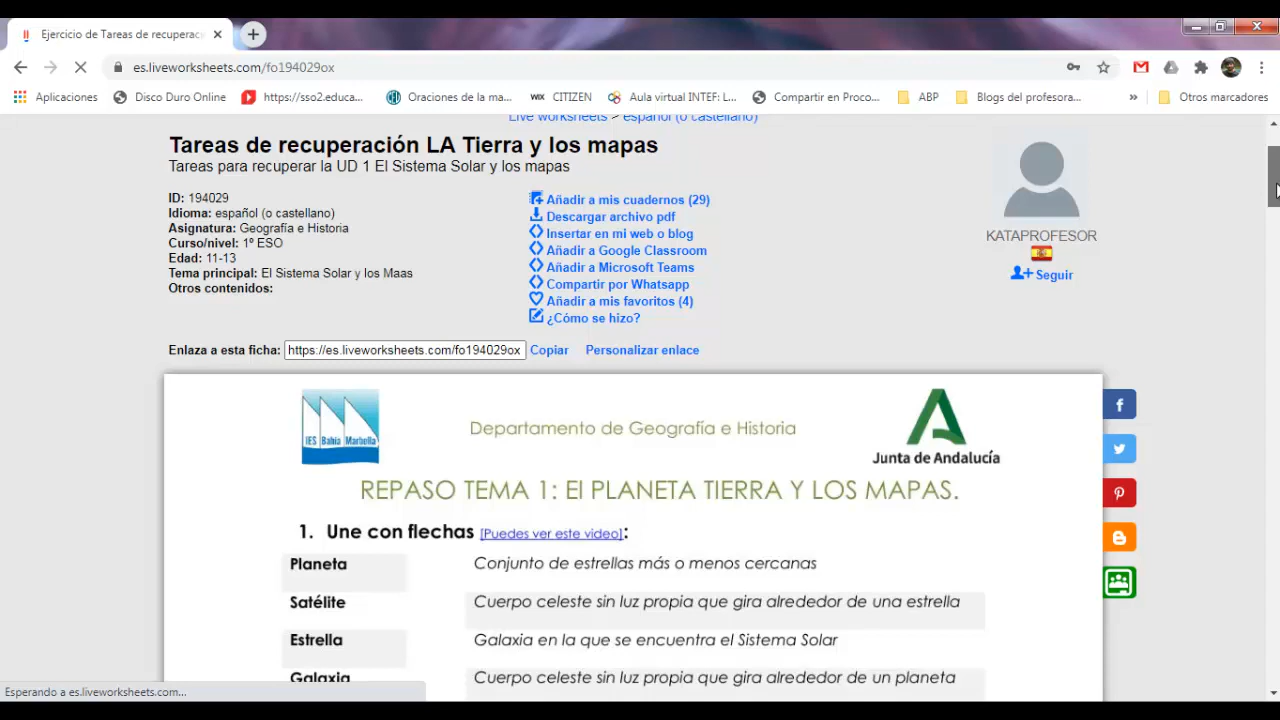 Ejercicio de Tareas de recuperaci
es.liveworksheets.com/fo194029ox
Aplicaciones
Disco Duro Online
https://sso2.educa...
Oraciones de la ma...
WIX CITIZEN
Aula virtual INTEF: L...
Compartir en Proco...
ABP
Blogs del profesora...
»
Otros marcadores
Live worksheets > español (o castellano)
Tareas de recuperación LA Tierra y los mapas
Tareas para recuperar la UD 1 El Sistema Solar y los mapas
ID: 194029
Idioma: español (o castellano)
Asignatura: Geografía e Historia
Curso/nivel: 1º ESO
Edad: 11-13
Tema principal: El Sistema Solar y los Maas
Otros contenidos:
Añadir a mis cuadernos (29)
Descargar archivo pdf
Insertar en mi web o blog
Añadir a Google Classroom
Añadir a Microsoft Teams
Compartir por Whatsapp
Añadir a mis favoritos (4)
¿Cómo se hizo?
KATAPROFESOR
Seguir
Enlaza a esta ficha: https://es.liveworksheets.com/fo194029ox Copiar Personalizar enlace
IES Bahía Marbella
Departamento de Geografía e Historia
Junta de Andalucía
REPASO TEMA 1: El PLANETA TIERRA Y LOS MAPAS.
1. Une con flechas [Puedes ver este video]:
Planeta Conjunto de estrellas más o menos cercanas
Satélite Cuerpo celeste sin luz propia que gira alrededor de una estrella
Estrella Galaxia en la que se encuentra el Sistema Solar
Galaxia Cuerpo celeste sin luz propia que gira alrededor de un planeta
Esperando a es.liveworksheets.com...